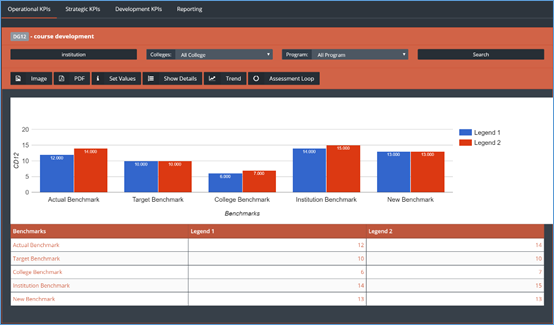 Operational KPIs Strategic KPIs Development KPIs Reporting
DG12 - course development
Institution Colleges: All College Program: All Program Search
Image PDF Set Values Show Details Trend Assessment Loop
20
15
10
5
0
CD12
12.000 14.000 10.000 10.000 6.000 7.000 14.000 15.000 13.000 13.000
Legend 1
Legend 2
Actual Benchmark Target Benchmark College Benchmark Institution Benchmark New Benchmark
Benchmarks
Benchmarks Legend 1 Legend 2
Actual Benchmark 12 14
Target Benchmark 10 10
College Benchmark 6 7
Institution Benchmark 14 15
New Benchmark 13 13